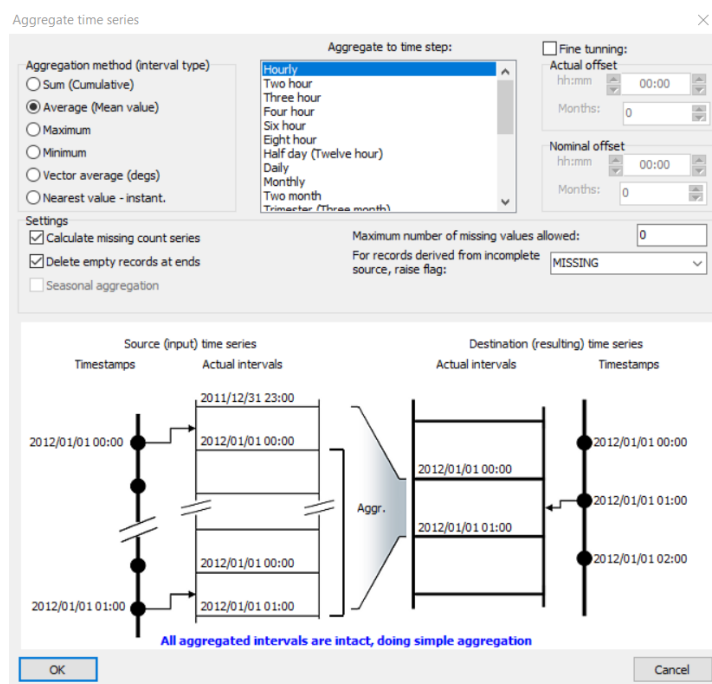 Aggregate time series
Aggregation method (interval type)
Sum (Cumulative)
Average (Mean value)
Maximum
Minimum
Vector average (degs)
Nearest value - instant.
Aggregate to time step:
Hourly
Two hour
Three hour
Four hour
Six hour
Eight hour
Half day (Twelve hour)
Daily
Monthly
Two month
Trimester (Three month)
Fine tunning:
Actual offset
hh:mm 00:00
Months: 0
Nominal offset
hh:mm 00:00
Months: 0
Settings
Calculate missing count series
Delete empty records at ends
Seasonal aggregation
Maximum number of missing values allowed: 0
For records derived from incomplete
source, raise flag: MISSING
Source (input) time series
Timestamps Actual intervals
2011/12/31 23:00
2012/01/01 00:00 2012/01/01 00:00
2012/01/01 00:00
2012/01/01 01:00 2012/01/01 01:00
Aggr.
Destination (resulting) time series
Actual intervals Timestamps
2012/01/01 00:00
2012/01/01 00:00
2012/01/01 01:00
2012/01/01 01:00
2012/01/01 02:00
All aggregated intervals are intact, doing simple aggregation
OK Cancel